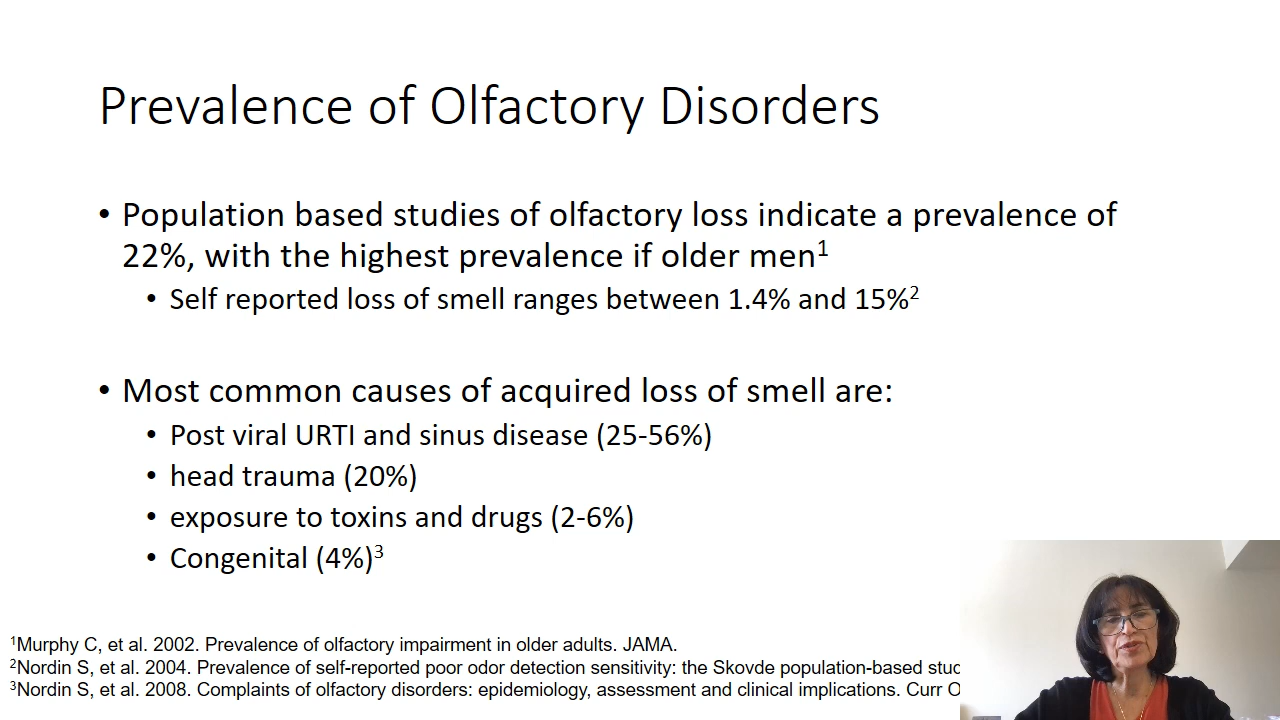 Prevalence of Olfactory Disorders
• Population based studies of olfactory loss indicate a prevalence of
22%, with the highest prevalence if older men¹
• Self reported loss of smell ranges between 1.4% and 15%²
• Most common causes of acquired loss of smell are:
• Post viral URTI and sinus disease (25-56%)
• head trauma (20%)
• exposure to toxins and drugs (2-6%)
• Congenital (4%)³
¹Murphy C, et al. 2002. Prevalence of olfactory impairment in older adults. JAMA.
²Nordin S, et al. 2004. Prevalence of self-reported poor odor detection sensitivity: the Skovde population-based
³Nordin S, et al. 2008. Complaints of olfactory disorders: epidemiology, assessment and clinical implications. Curr